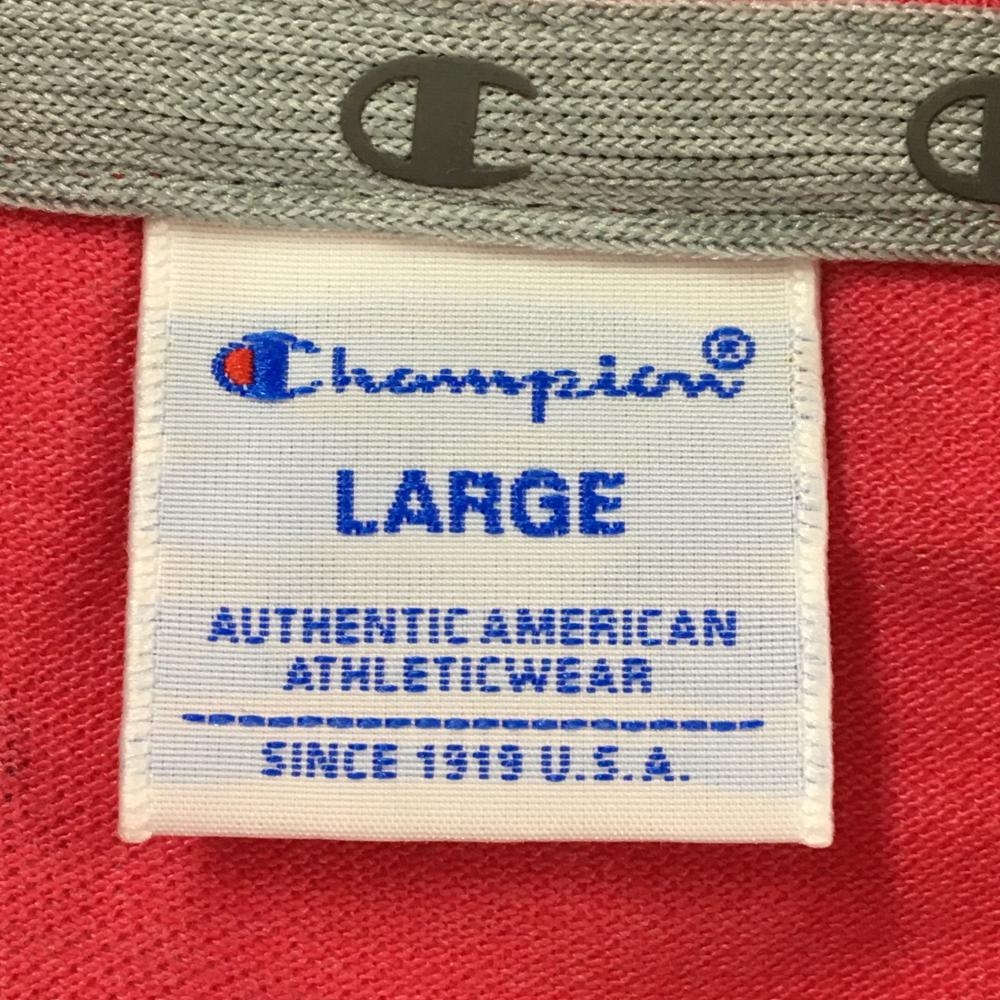 Champion®
LARGE
AUTHENTIC AMERICAN
ATHLETICWEAR
SINCE 1919 U.S.A.